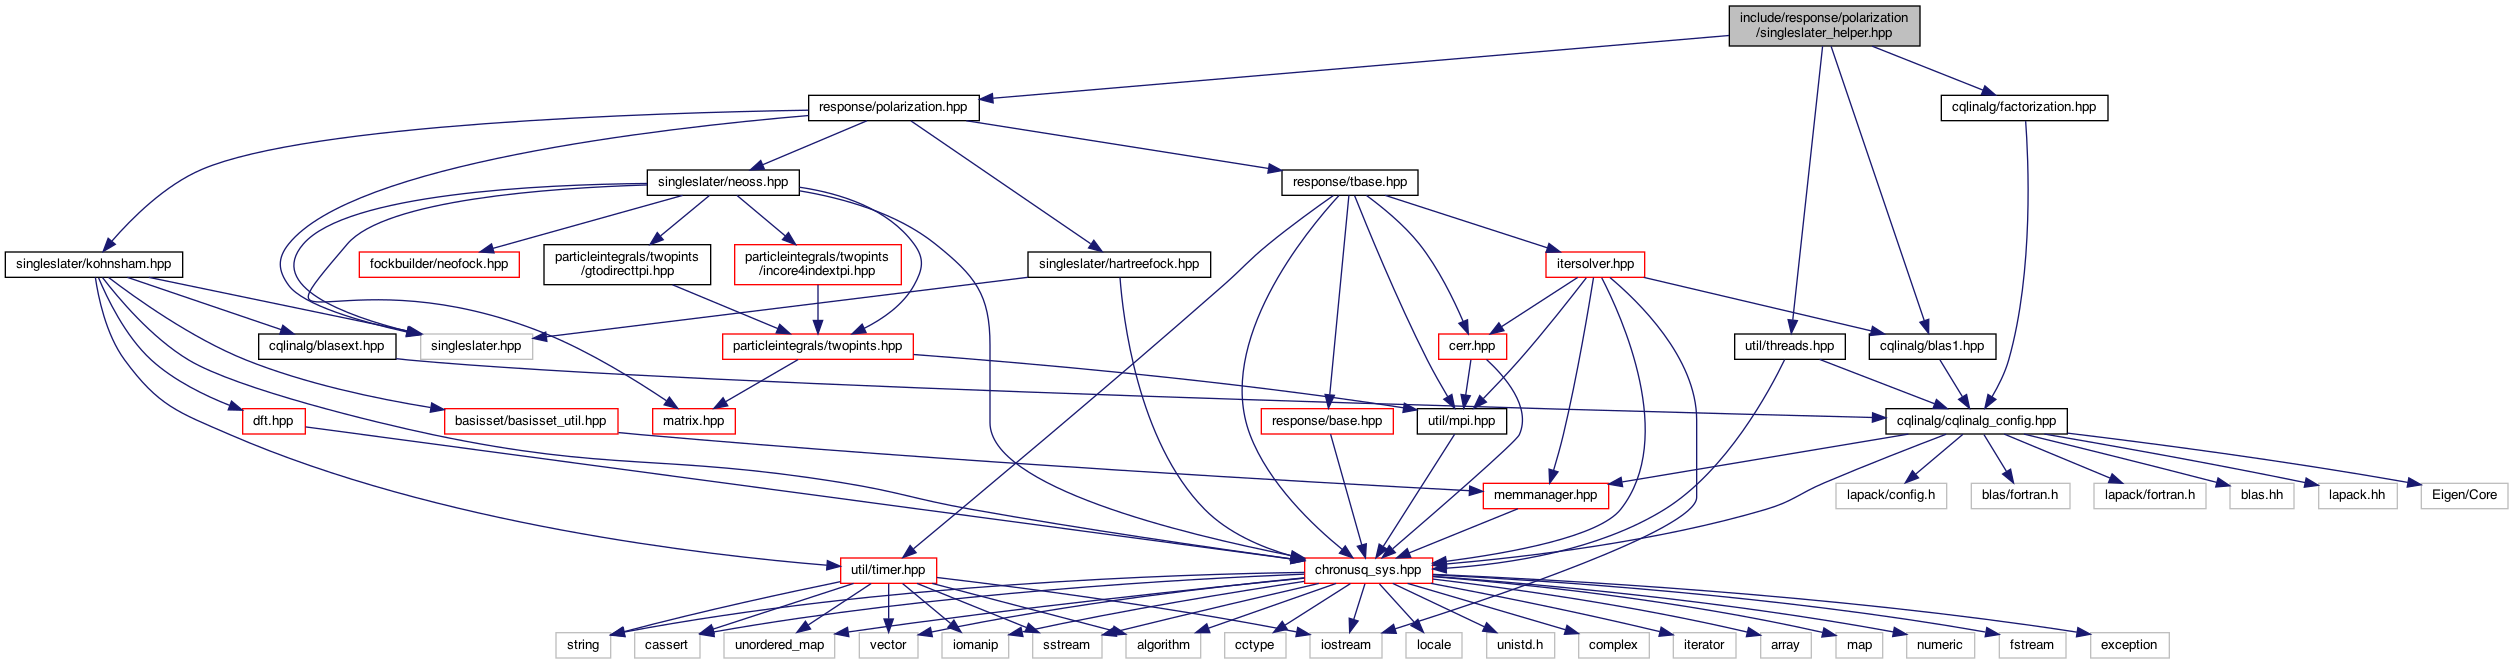 include/response/polarization
/singleslater_helper.hpp
response/polarization.hpp
cqlinalg/factorization.hpp
singleslater/neoss.hpp
response/tbase.hpp
singleslater/kohnsham.hpp
fockbuilder/neofock.hpp
particleintegrals/twopints
/gtodirecttpi.hpp
particleintegrals/twopints
/incore4indextpi.hpp
singleslater/hartreefock.hpp
itersolver.hpp
cqlinalg/blasext.hpp
singleslater.hpp
particleintegrals/twopints.hpp
cerr.hpp
util/threads.hpp
cqlinalg/blas1.hpp
dft.hpp
basisset/basisset_util.hpp
matrix.hpp
response/base.hpp
util/mpi.hpp
cqlinalg/cqlinalg_config.hpp
memmanager.hpp
lapack/config.h
blas/fortran.h
lapack/fortran.h
blas.hh
lapack.hh
Eigen/Core
util/timer.hpp
chronusq_sys.hpp
string
cassert
unordered_map
vector
iomanip
sstream
algorithm
cctype
iostream
locale
unistd.h
complex
iterator
array
map
numeric
fstream
exception